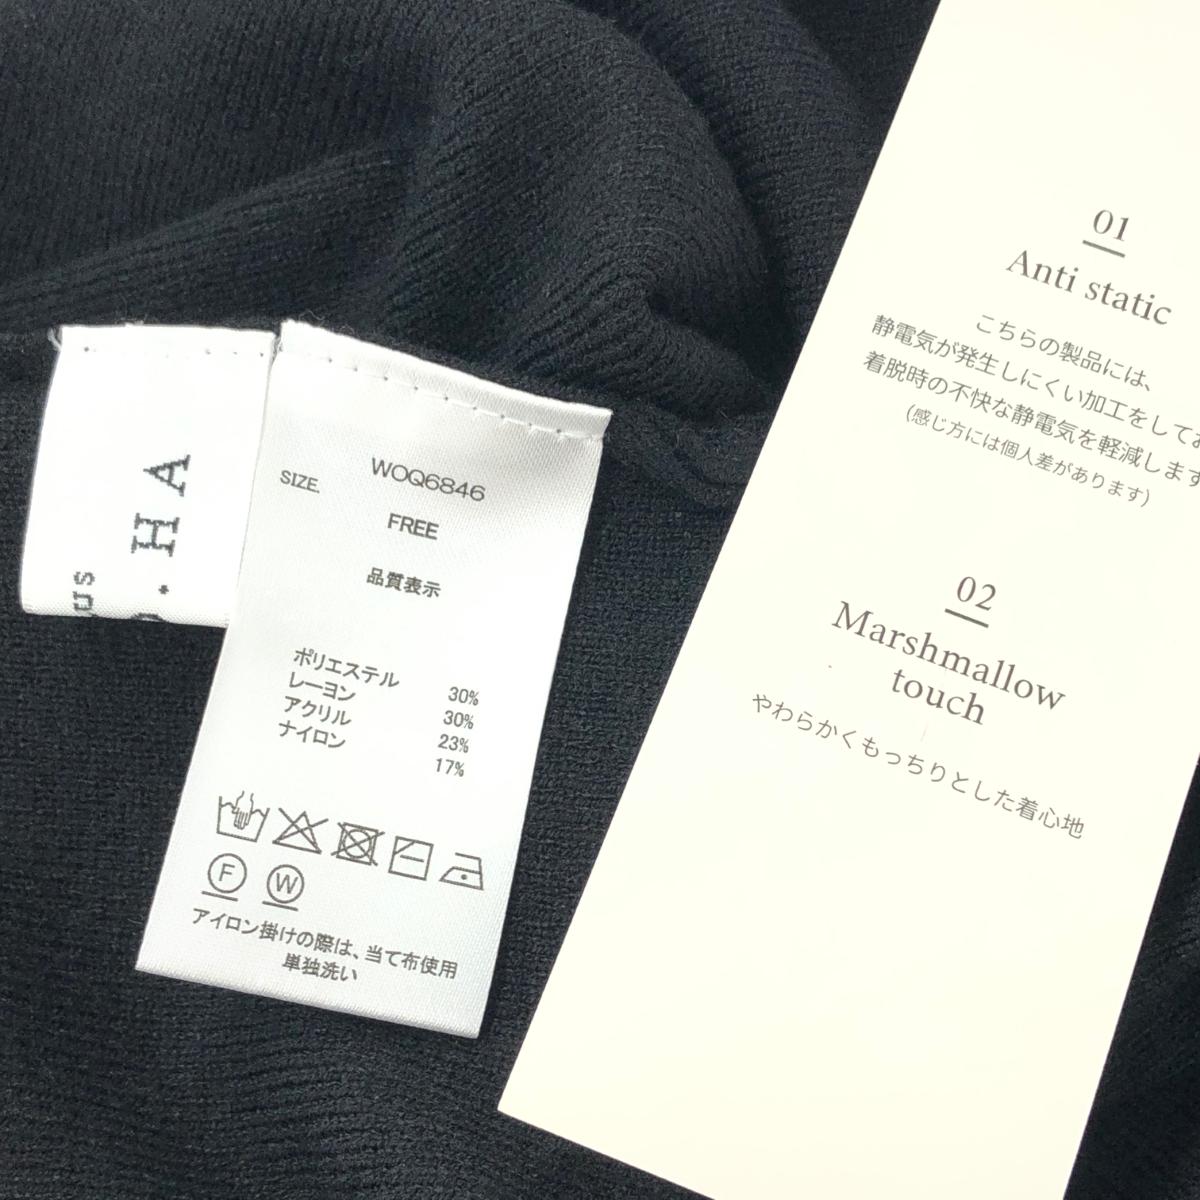 HA
us
WOQ6846
SIZE.
FREE
品質表示
ポリエステル 30%
レーヨン 30%
アクリル 23%
ナイロン 17%
F W
アイロン掛けの際は、当て布使用
単独洗い
01
Anti static
こちらの製品には、
静電気が発生しにくい加工をしてお
着脱時の不快な静電気を軽減します
(感じ方には個人差があります)
02
Marshmallow
touch
やわらかくもっちりとした着心地